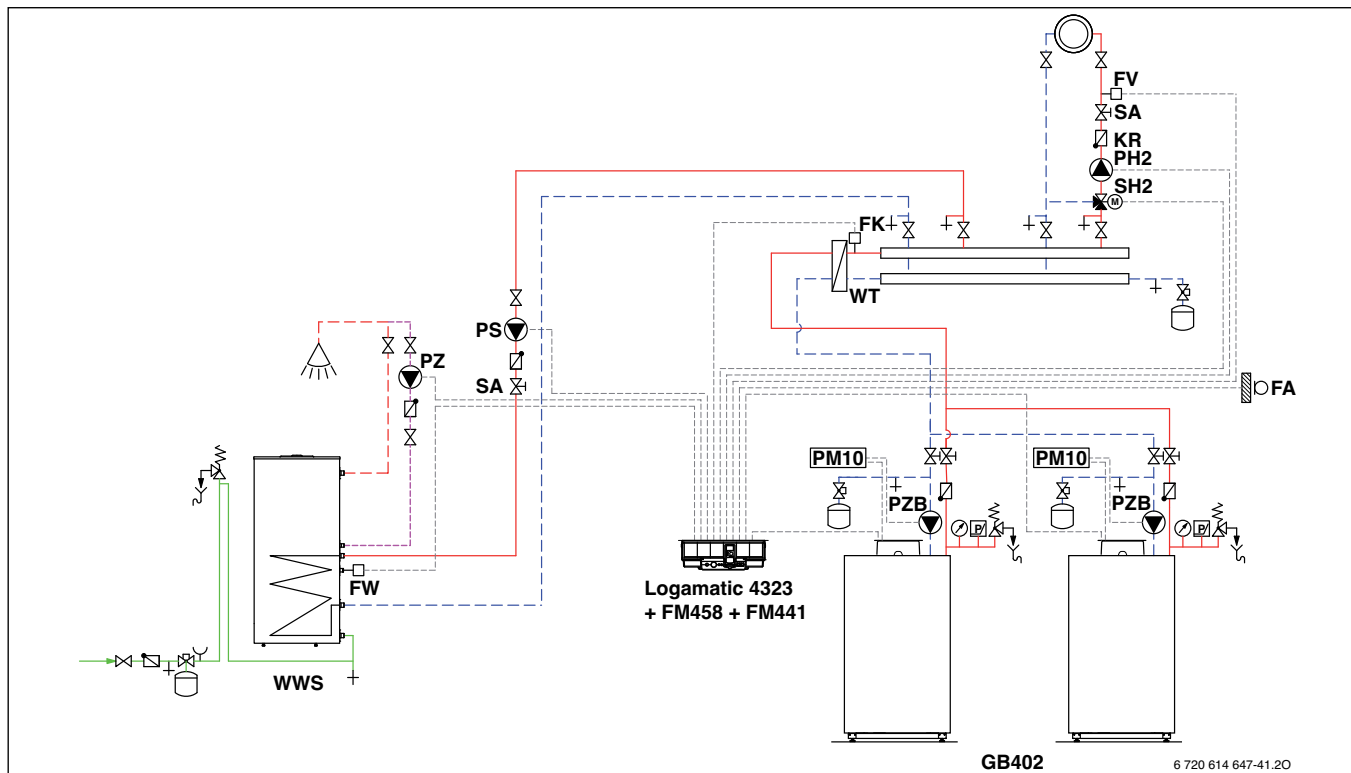 FV
SA
KR
PH2
SH2
M
FK
WT
PS
PZ
SA
FA
PM10
PM10
PZB
PZB
P
P
FW
Logamatic 4323
+ FM458 + FM441
WWS
GB402
6 720 614 647-41.2O